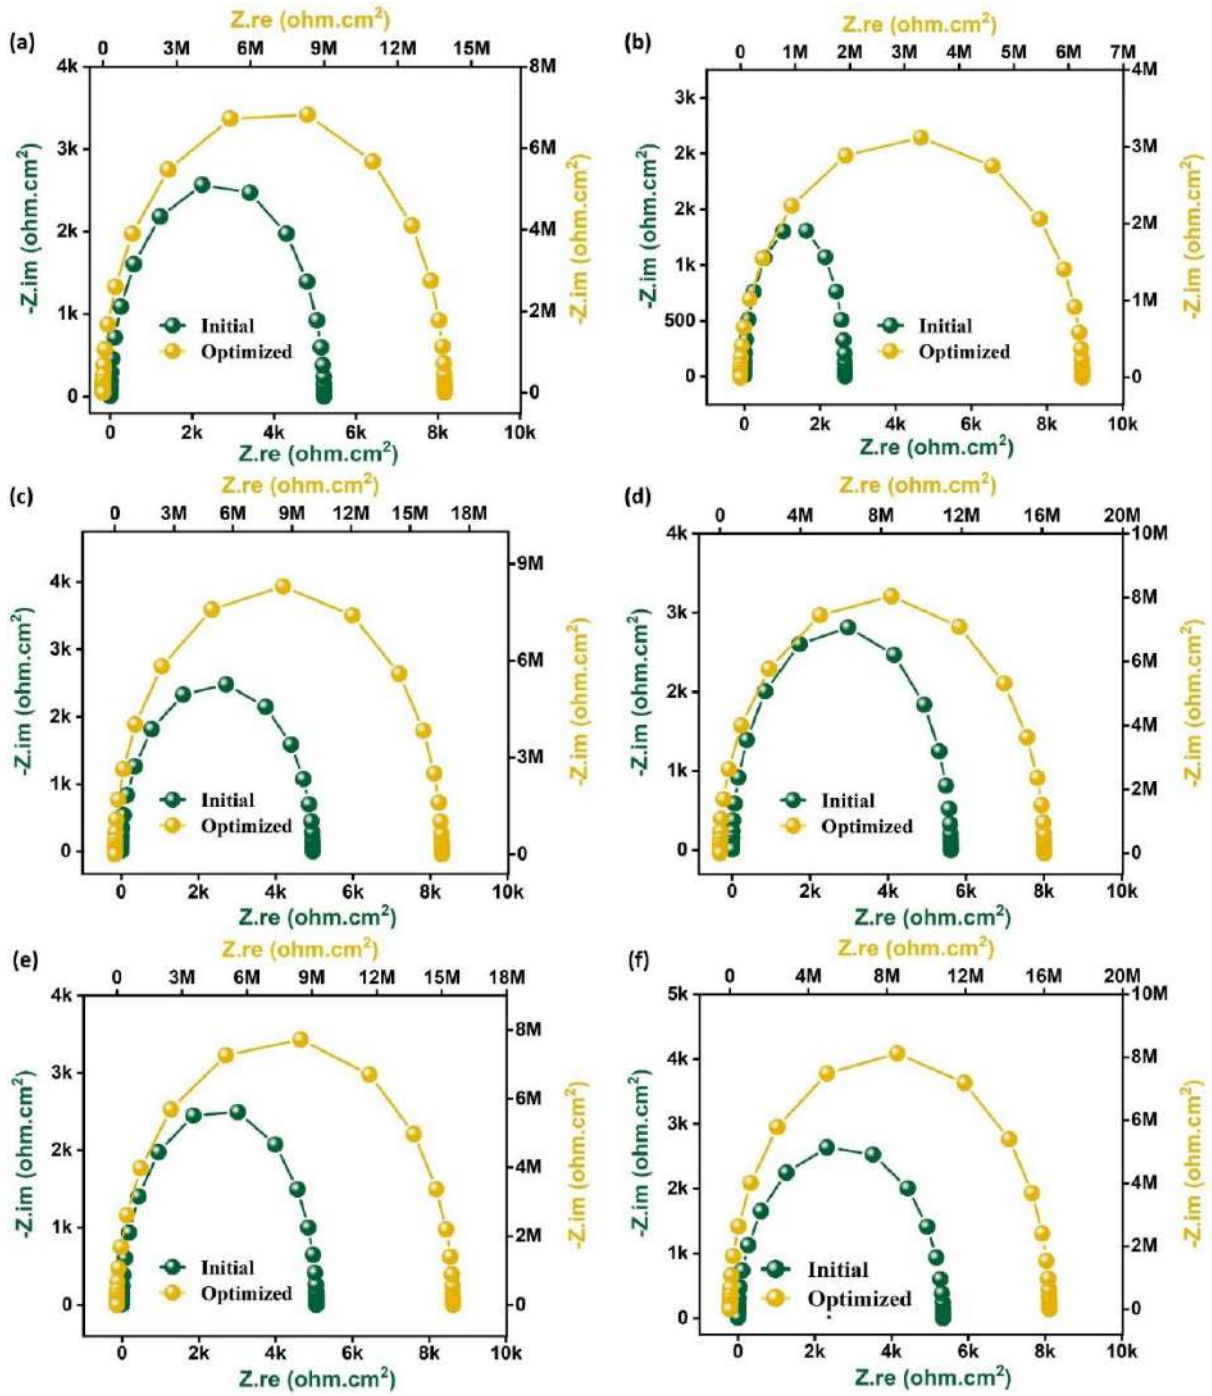 (a)
Z.re (ohm.cm²)
0 3M 6M 9M 12M 15M
4k 3k 2k 1k 0
-Z.im (ohm.cm²)
8M 6M 4M 2M 0
-Z.im (ohm.cm²)
Initial
Optimized
0 2k 4k 6k 8k 10k
Z.re (ohm.cm²)
(b)
Z.re (ohm.cm²)
0 1M 2M 3M 4M 5M 6M 7M
3k 2k 2k 1k 500 0
-Z.im (ohm.cm²)
4M 3M 2M 1M 0
-Z.im (ohm.cm²)
Initial
Optimized
0 2k 4k 6k 8k 10k
Z.re (ohm.cm²)
(c)
Z.re (ohm.cm²)
0 3M 6M 9M 12M 15M 18M
4k 3k 2k 1k 0
-Z.im (ohm.cm²)
9M 6M 3M 0
-Z.im (ohm.cm²)
Initial
Optimized
0 2k 4k 6k 8k 10k
Z.re (ohm.cm²)
(d)
Z.re (ohm.cm²)
0 4M 8M 12M 16M 20M
4k 3k 2k 1k 0
-Z.im (ohm.cm²)
10M 8M 6M 4M 2M 0
-Z.im (ohm.cm²)
Initial
Optimized
0 2k 4k 6k 8k 10k
Z.re (ohm.cm²)
(e)
Z.re (ohm.cm²)
0 3M 6M 9M 12M 15M 18M
4k 3k 2k 1k 0
-Z.im (ohm.cm²)
8M 6M 4M 2M 0
-Z.im (ohm.cm²)
Initial
Optimized
0 2k 4k 6k 8k 10k
Z.re (ohm.cm²)
(f)
Z.re (ohm.cm²)
0 4M 8M 12M 16M 20M
5k 4k 3k 2k 1k 0
-Z.im (ohm.cm²)
10M 8M 6M 4M 2M 0
-Z.im (ohm.cm²)
Initial
Optimized
0 2k 4k 6k 8k 10k
Z.re (ohm.cm²)